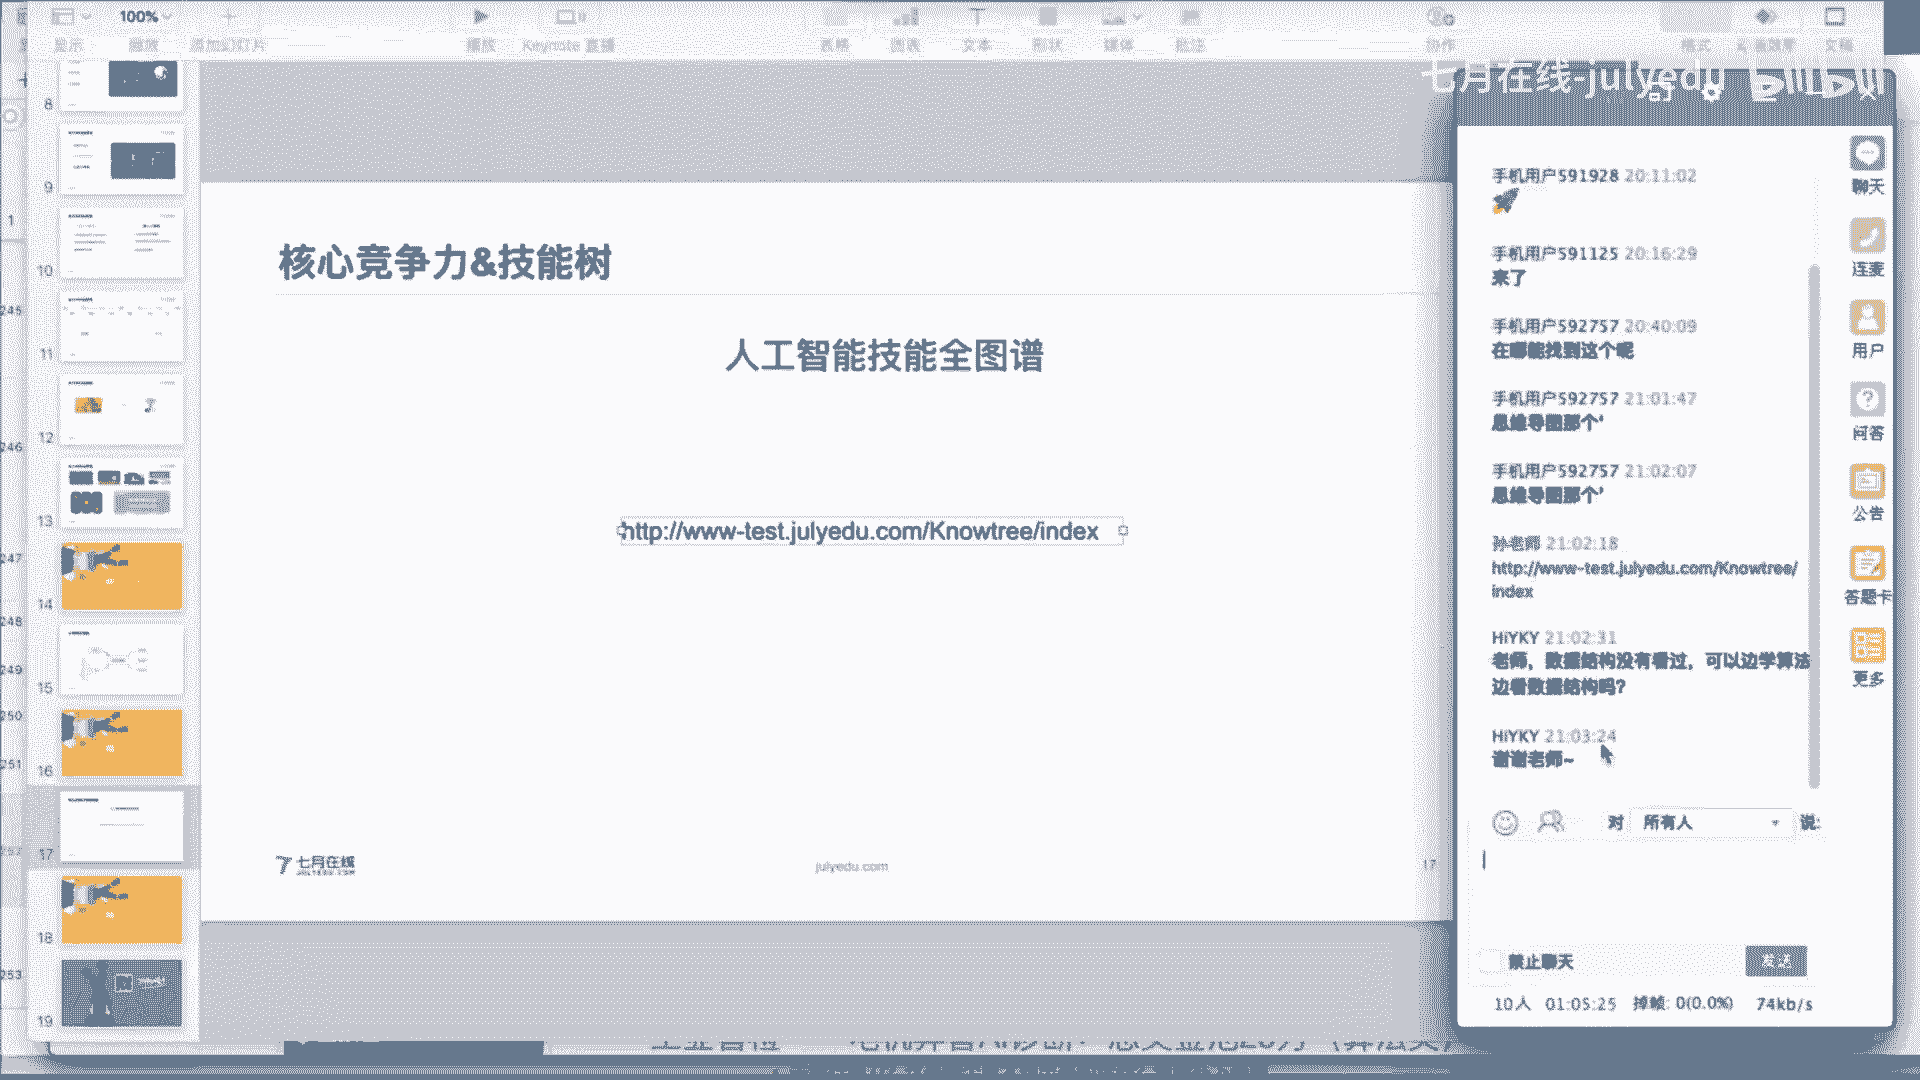 100%
显示
播放
添加幻灯片
播放
Keynote 直播
表格
图表
文本
形状
媒体
批注
协作
格式
文稿
七月在线-julyedu
bilibili
8
9
10
11
12
13
14
15
16
17
18
19
1
245
246
247
248
249
250
251
253
核心竞争力&技能树
人工智能技能全图谱
http://www-test.julyedu.com/Knowtree/index
七月在线
julyedu.com
17
手机用户591928 20:11:02
手机用户591125 20:16:29
来了
手机用户592757 20:40:09
在哪能找到这个呢
手机用户592757 21:01:47
思维导图那个'
手机用户592757 21:02:07
思维导图那个'
孙老师 21:02:18
http://www-test.julyedu.com/Knowtree/
index
HiYKY 21:02:31
老师，数据结构没有看过，可以边学算法
边看数据结构吗？
HiYKY 21:03:24
谢谢老师~
聊天
连麦
用户
问答
公告
答题卡
更多
对 所有人 说:
禁止聊天
发送
10人 01:05:25 掉帧: 0(0.0%) 74kb/s